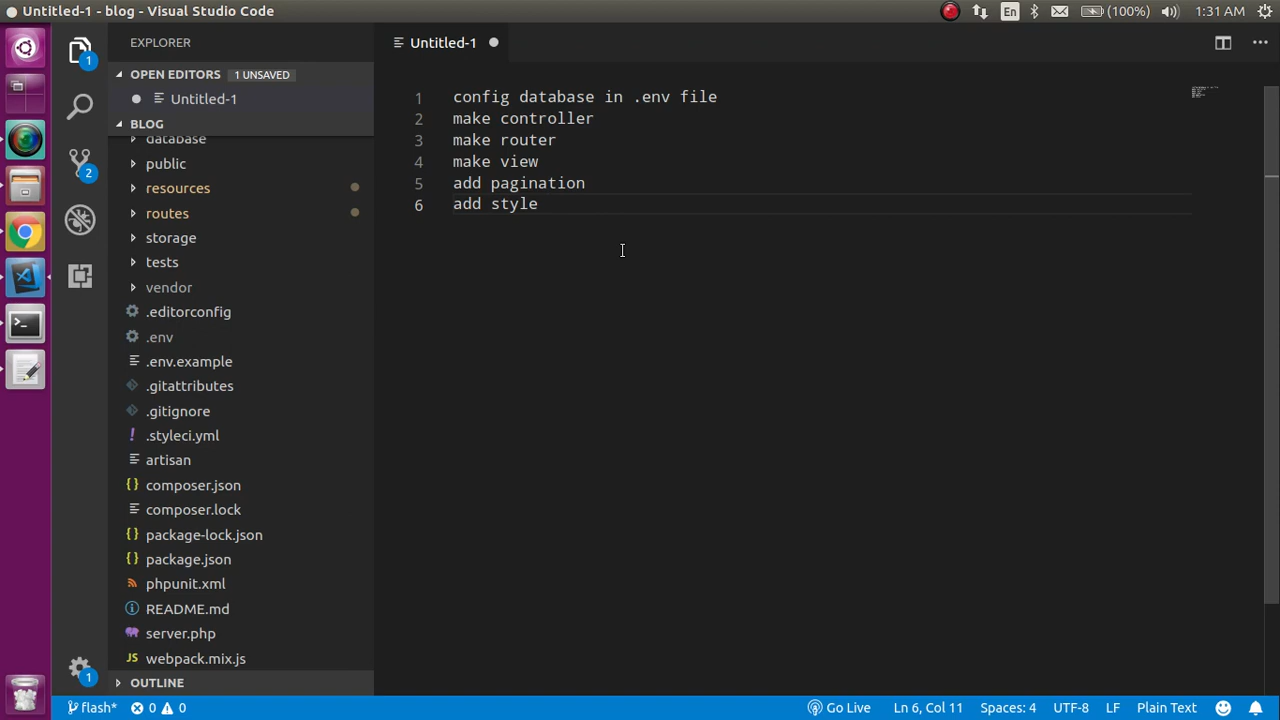 Untitled-1 - blog - Visual Studio Code
En
(100%)
1:31 AM
EXPLORER
Untitled-1
OPEN EDITORS
1 UNSAVED
Untitled-1
BLOG
database
public
resources
routes
storage
tests
vendor
.editorconfig
.env
.env.example
.gitattributes
.gitignore
.styleci.yml
artisan
composer.json
composer.lock
package-lock.json
package.json
phpunit.xml
README.md
server.php
webpack.mix.js
OUTLINE
1
2
1
1 config database in .env file
2 make controller
3 make router
4 make view
5 add pagination
6 add style
flash*
0
0
Go Live
Ln 6, Col 11
Spaces: 4
UTF-8
LF
Plain Text